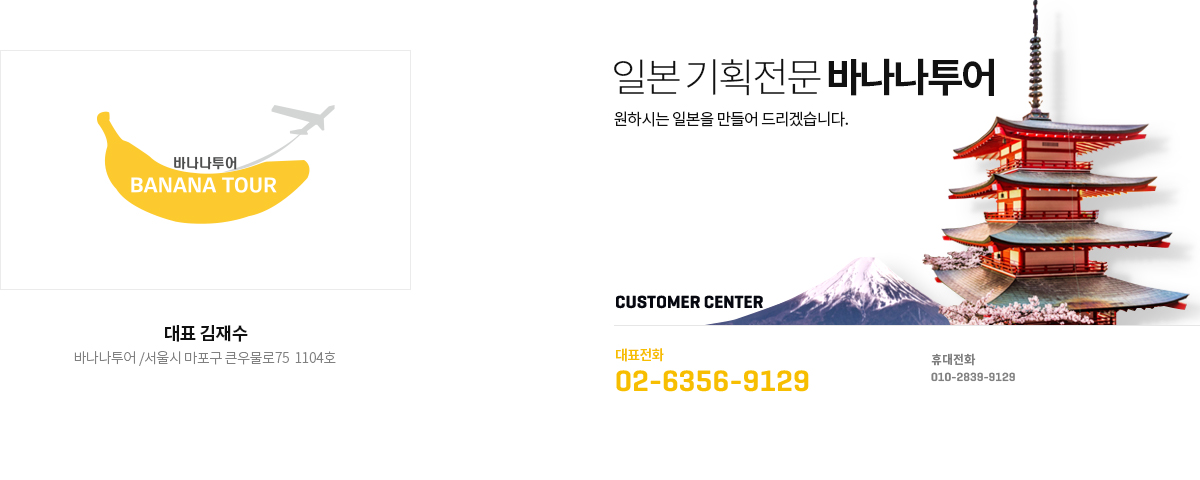 바나나투어
BANANA TOUR
대표 김재수
바나나투어 /서울시 마포구 큰우물로75 1104호
일본 기획전문 바나나투어
원하시는 일본을 만들어 드리겠습니다.
CUSTOMER CENTER
대표전화
02-6356-9129
휴대전화
010-2839-9129